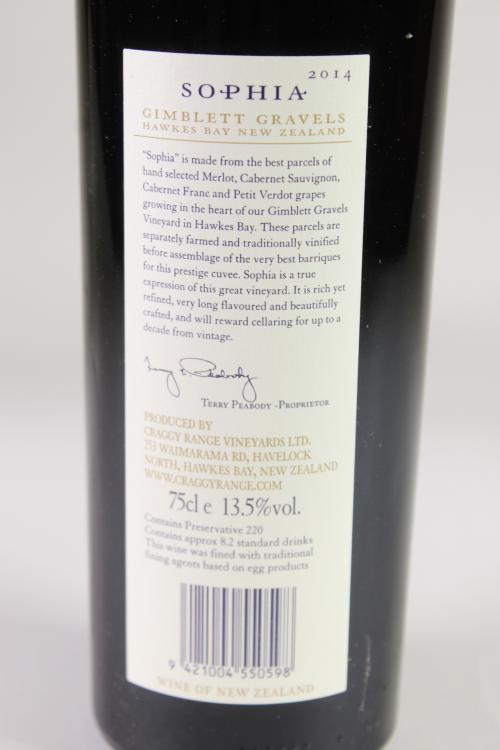 2014
SOPHIA
GIMBLETT GRAVELS
HAWKES BAY NEW ZEALAND
"Sophia" is made from the best parcels of
hand selected Merlot, Cabernet Sauvignon,
Cabernet Franc and Petit Verdot grapes
growing in the heart of our Gimblett Gravels
Vineyard in Hawkes Bay. These parcels are
separately farmed and traditionally vinified
before assemblage of the very best barriques
for this prestige cuvee. Sophia is a true
expression of this great vineyard. It is rich yet
refined, very long flavoured and beautifully
crafted, and will reward cellaring for up to a
decade from vintage.
Terry Peabody
TERRY PEABODY -PROPRIETOR
PRODUCED BY
CRAGGY RANGE VINEYARDS LTD.
253 WAIMARAMA RD, HAVELOCK
NORTH, HAWKES BAY, NEW ZEALAND
WWW.CRAGGYRANGE.COM
75cl e 13.5%vol.
Contains Preservative 220
Contains approx 8.2 standard drinks
This wine was fined with traditional
fining agents based on egg products
9 421004 550598
WINE OF NEW ZEALAND